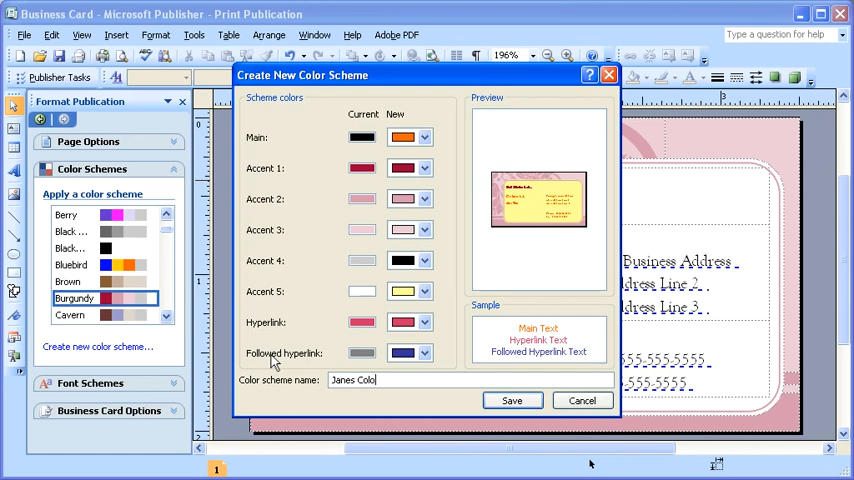 Business Card - Microsoft Publisher - Print Publication
File Edit View Insert Format Tools Table Arrange Window Help Adobe PDF
Type a question for help
196%
Publisher Tasks
Format Publication
Page Options
Color Schemes
Apply a color scheme
Berry
Black ...
Black...
Bluebird
Brown
Burgundy
Cavern
Create new color scheme...
Font Schemes
Business Card Options
Create New Color Scheme
Scheme colors
Current New
Main:
Accent 1:
Accent 2:
Accent 3:
Accent 4:
Accent 5:
Hyperlink:
Followed hyperlink:
Color scheme name: Janes Colo
Save Cancel
Preview
Sample
Main Text
Hyperlink Text
Followed Hyperlink Text
0
1
2
3
Business Address
ddress Line 2
ddress Line 3
55-555-5555
-555-5555
1